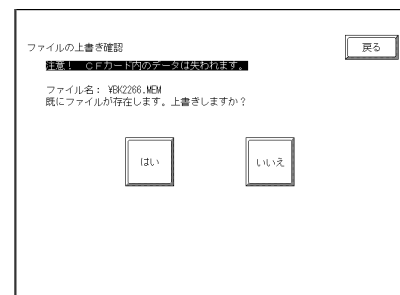 ファイルの上書き確認
戻る
注意！ ＣＦカード内のデータは失われます。
ファイル名： ¥BK2266.MEM
既にファイルが存在します。上書きしますか？
はい
いいえ